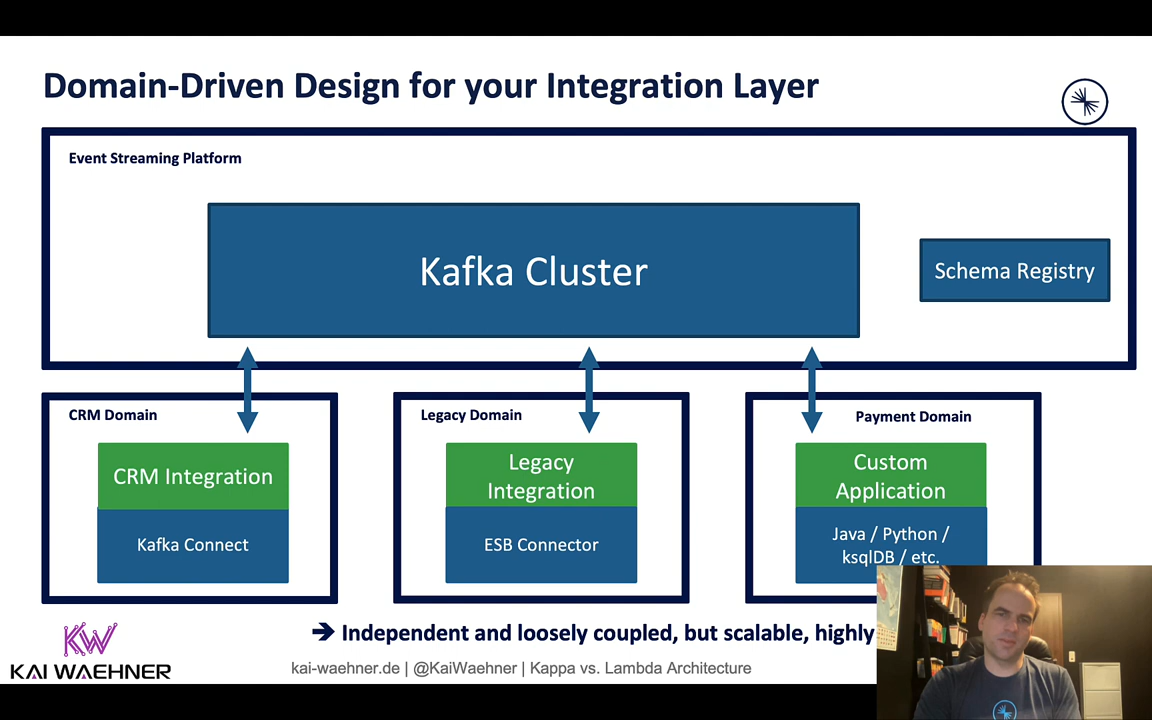 Domain-Driven Design for your Integration Layer
Event Streaming Platform
Kafka Cluster
Schema Registry
CRM Domain
CRM Integration
Kafka Connect
Legacy Domain
Legacy
Integration
ESB Connector
Payment Domain
Custom
Application
Java / Python /
ksqlDB / etc.
➔ Independent and loosely coupled, but scalable, highly
KW
KAI WAEHNER
kai-waehner.de | @KaiWaehner | Kappa vs. Lambda Architecture